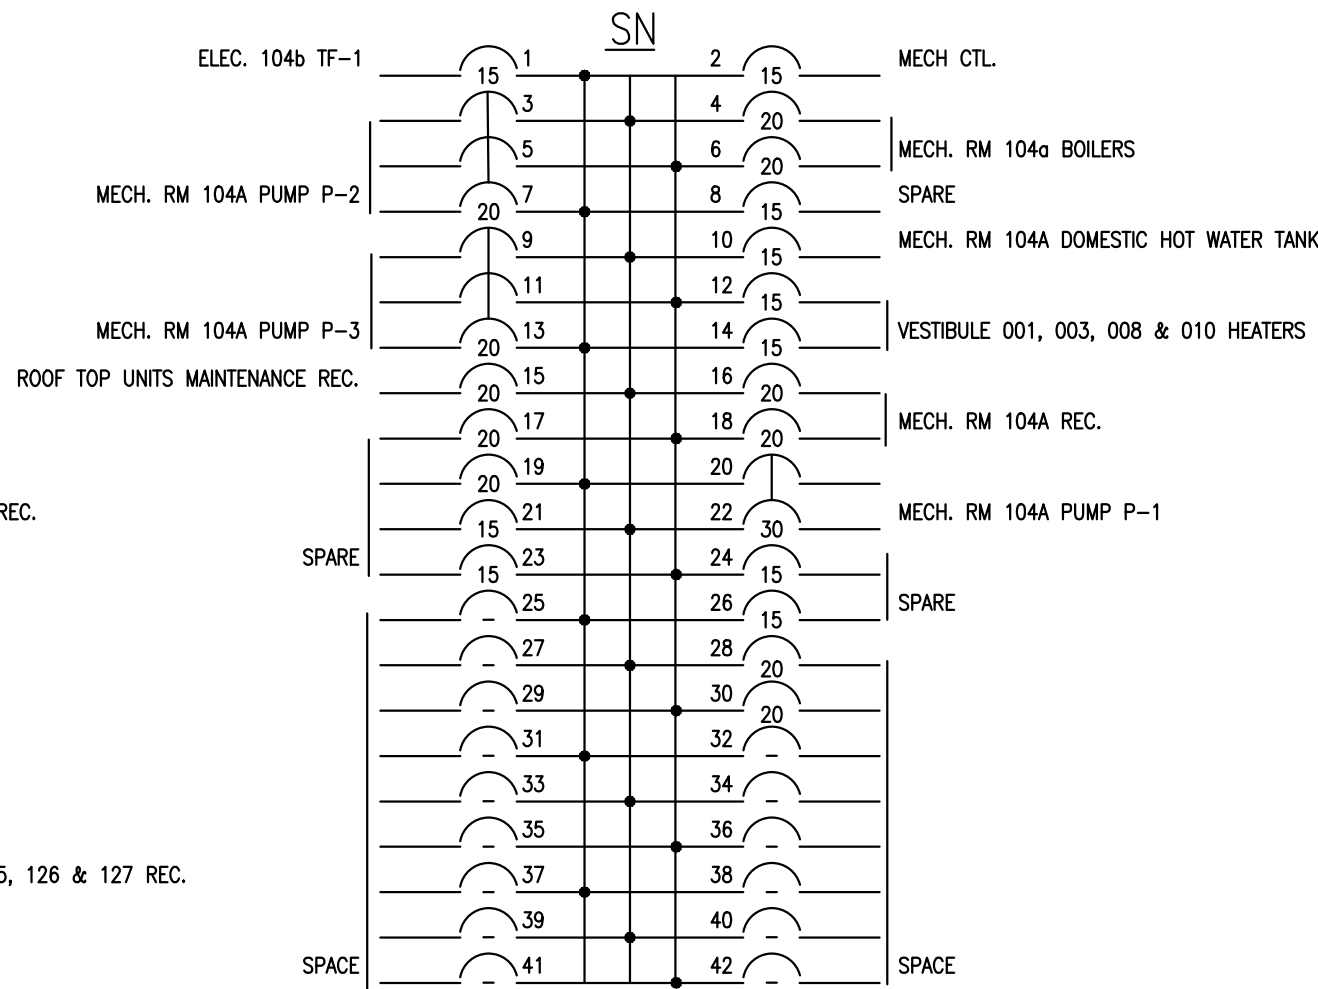 SN
ELEC. 104b TF-1 15 1 2 15 MECH CTL.
3 4 20
5 6 20 MECH. RM 104a BOILERS
MECH. RM 104A PUMP P-2 20 7 8 15 SPARE
9 10 15 MECH. RM 104A DOMESTIC HOT WATER TANK
11 12 15
MECH. RM 104A PUMP P-3 20 13 14 15 VESTIBULE 001, 003, 008 & 010 HEATERS
ROOF TOP UNITS MAINTENANCE REC. 20 15 16 20
20 17 18 20 MECH. RM 104A REC.
20 19 20
REC. 15 21 22 30 MECH. RM 104A PUMP P-1
SPARE 15 23 24 15
- 25 26 15 SPARE
- 27 28 20
- 29 30 20
- 31 32 -
- 33 34 -
- 35 36 -
5, 126 & 127 REC. - 37 38 -
- 39 40 -
SPACE - 41 42 - SPACE